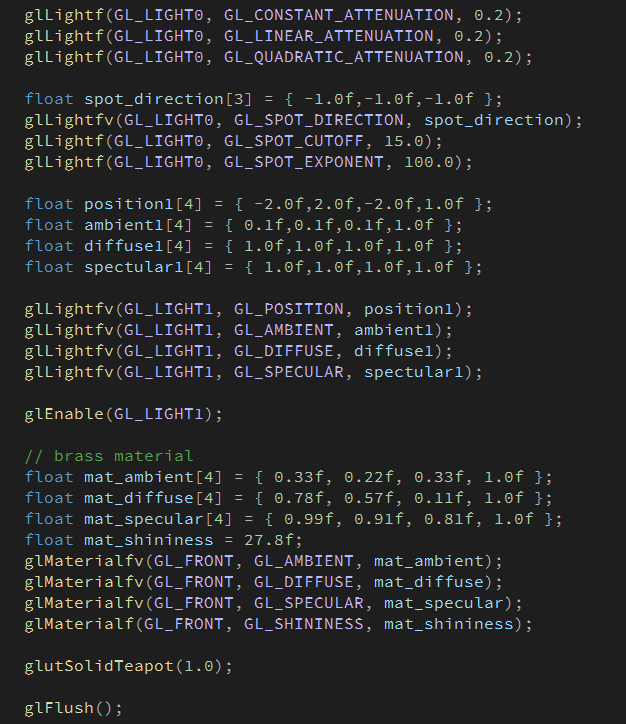 glLightf(GL_LIGHT0, GL_CONSTANT_ATTENUATION, 0.2);
glLightf(GL_LIGHT0, GL_LINEAR_ATTENUATION, 0.2);
glLightf(GL_LIGHT0, GL_QUADRATIC_ATTENUATION, 0.2);
float spot_direction[3] = { -1.0f,-1.0f,-1.0f };
glLightfv(GL_LIGHT0, GL_SPOT_DIRECTION, spot_direction);
glLightf(GL_LIGHT0, GL_SPOT_CUTOFF, 15.0);
glLightf(GL_LIGHT0, GL_SPOT_EXPONENT, 100.0);
float position1[4] = { -2.0f,2.0f,-2.0f,1.0f };
float ambient1[4] = { 0.1f,0.1f,0.1f,1.0f };
float diffuse1[4] = { 1.0f,1.0f,1.0f,1.0f };
float spectular1[4] = { 1.0f,1.0f,1.0f,1.0f };
glLightfv(GL_LIGHT1, GL_POSITION, position1);
glLightfv(GL_LIGHT1, GL_AMBIENT, ambient1);
glLightfv(GL_LIGHT1, GL_DIFFUSE, diffuse1);
glLightfv(GL_LIGHT1, GL_SPECULAR, spectular1);
glEnable(GL_LIGHT1);
// brass material
float mat_ambient[4] = { 0.33f, 0.22f, 0.33f, 1.0f };
float mat_diffuse[4] = { 0.78f, 0.57f, 0.11f, 1.0f };
float mat_specular[4] = { 0.99f, 0.91f, 0.81f, 1.0f };
float mat_shininess = 27.8f;
glMaterialfv(GL_FRONT, GL_AMBIENT, mat_ambient);
glMaterialfv(GL_FRONT, GL_DIFFUSE, mat_diffuse);
glMaterialfv(GL_FRONT, GL_SPECULAR, mat_specular);
glMaterialf(GL_FRONT, GL_SHININESS, mat_shininess);
glutSolidTeapot(1.0);
glFlush();